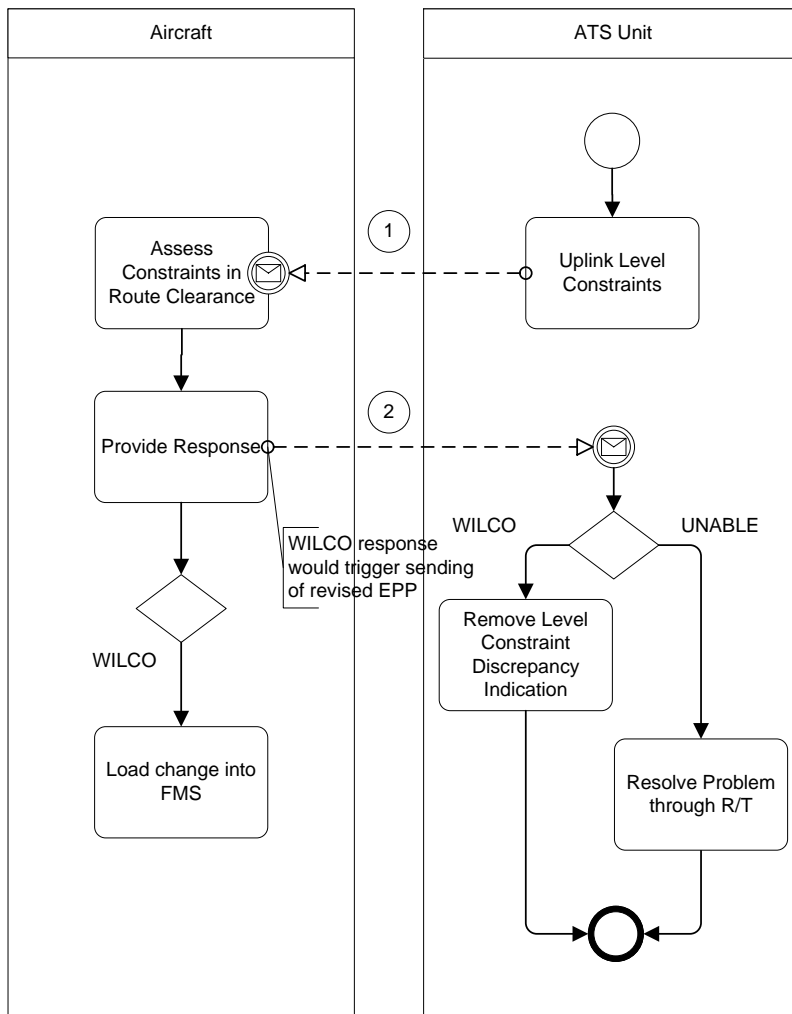 Aircraft
ATS Unit
1
Assess
Constraints in
Route Clearance
Uplink Level
Constraints
2
Provide Response
WILCO
UNABLE
WILCO response
would trigger sending
of revised EPP
Remove Level
Constraint
Discrepancy
Indication
WILCO
Load change into
FMS
Resolve Problem
through R/T